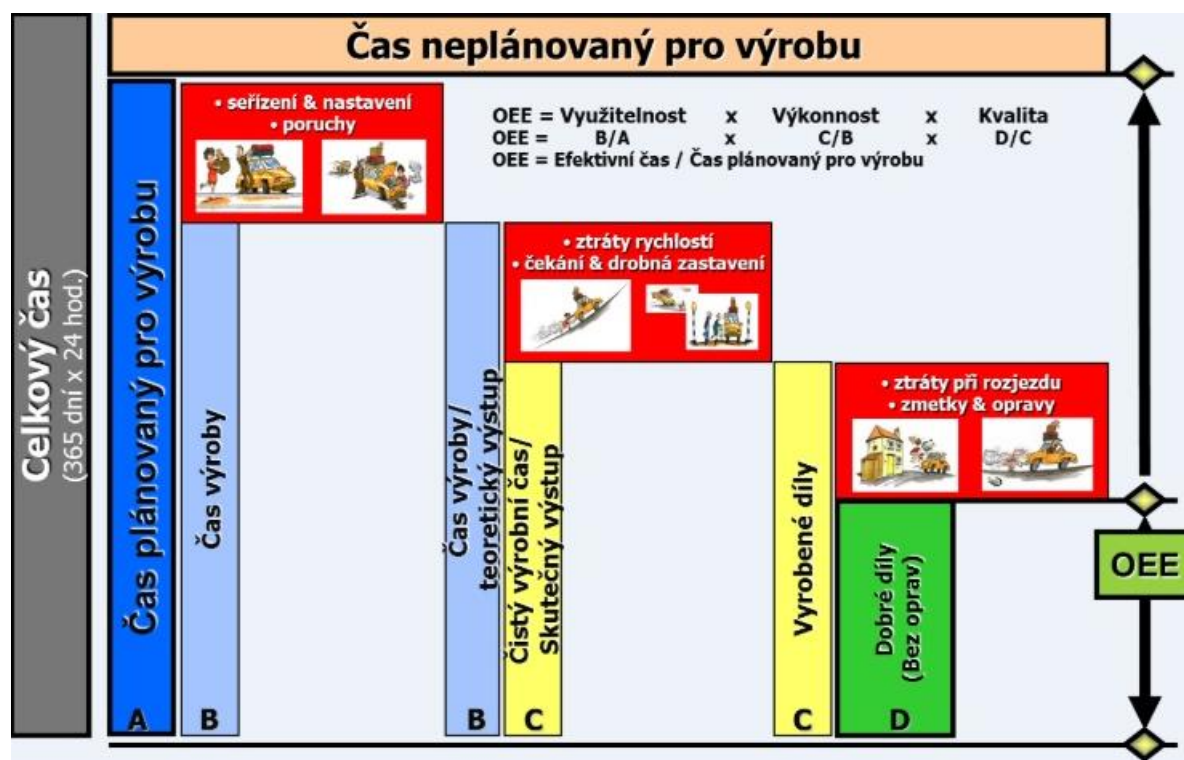 Čas neplánovaný pro výrobu
Celkový čas
(365 dní x 24 hod.)
Čas plánovaný pro výrobu
A
• seřízení & nastavení
• poruchy
OEE = Využitelnost x Výkonnost x Kvalita
OEE = B/A x C/B x D/C
OEE = Efektivní čas / Čas plánovaný pro výrobu
Čas výroby
B
Čas výroby/
teoretický výstup
B
• ztráty rychlostí
• čekání & drobná zastavení
Čistý výrobní čas/
Skutečný výstup
C
Vyrobené díly
C
• ztráty při rozjezdu
• zmetky & opravy
Dobré díly
(Bez oprav)
D
OEE